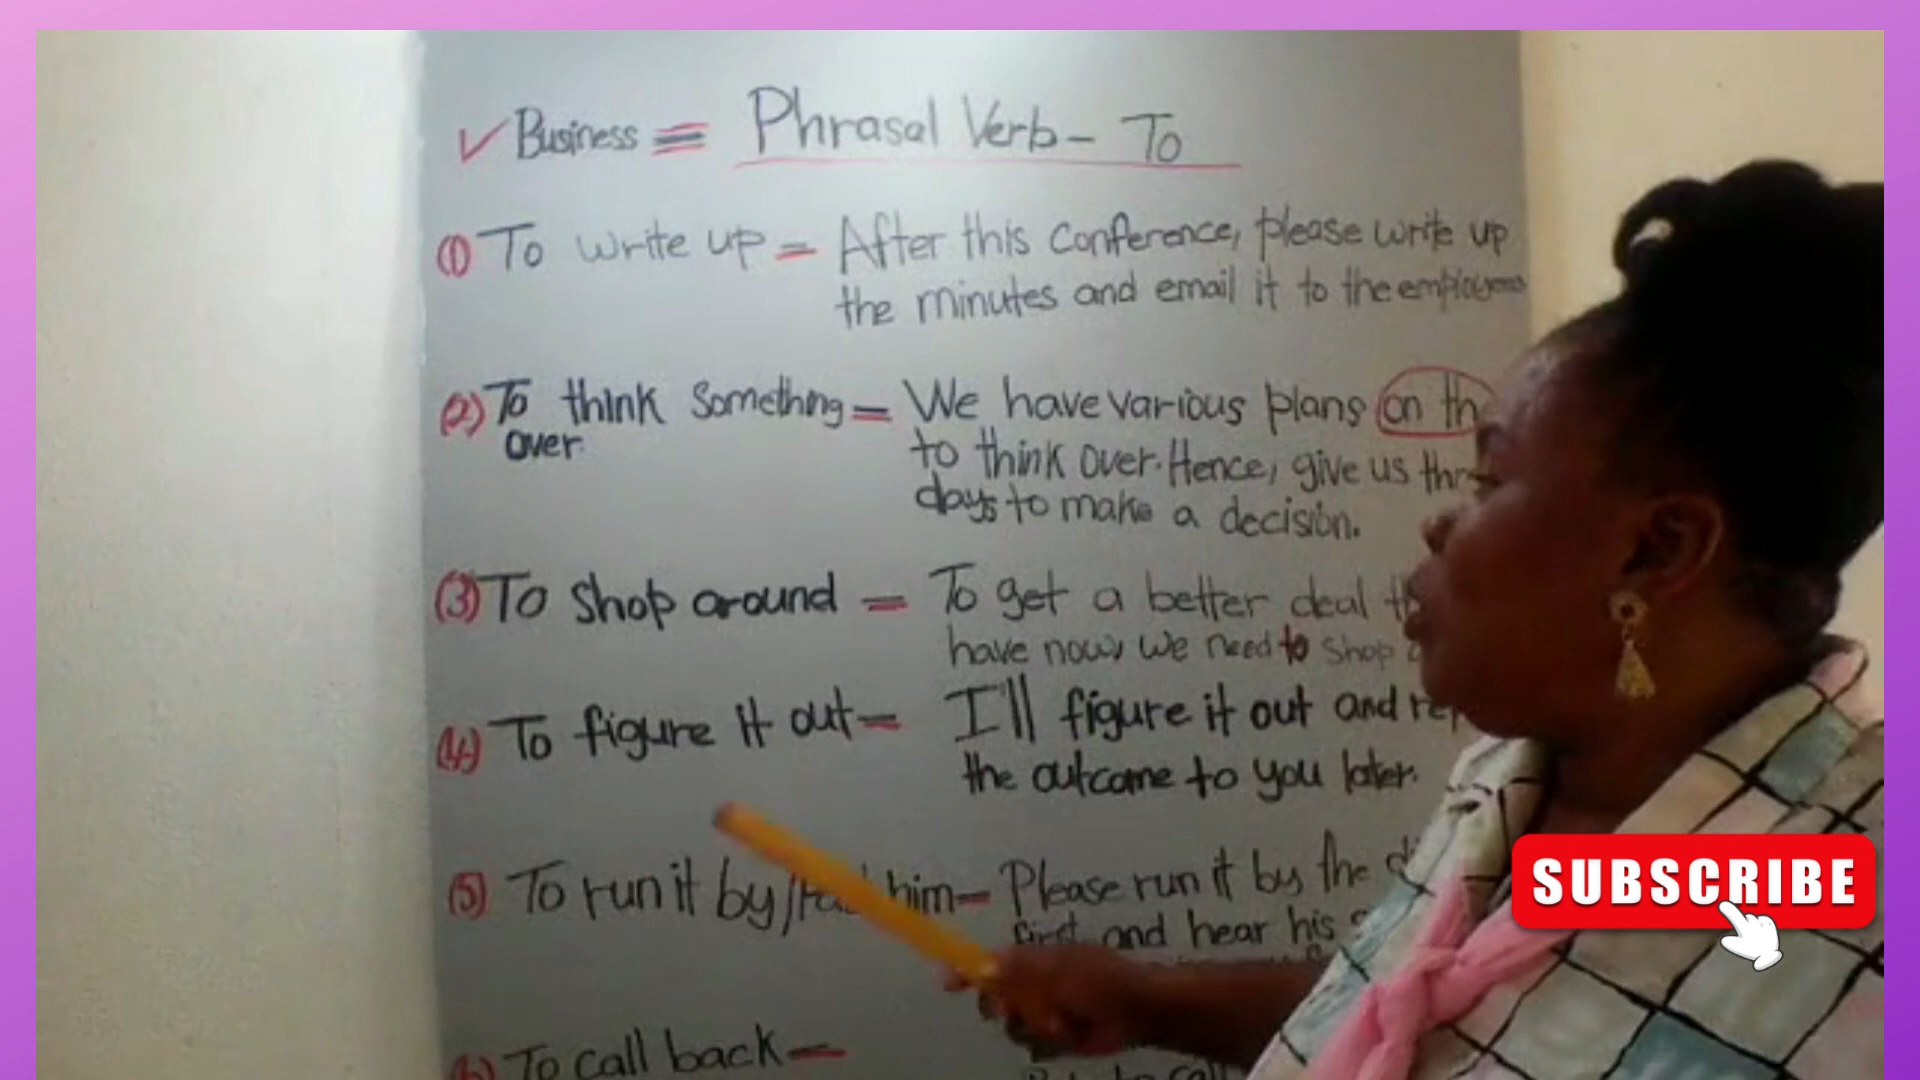 ✓ Business = Phrasal Verb - To
(1) To write up = After this conference, please write up
the minutes and email it to the employees
(2) To think something = We have various plans on
over. to think over. Hence, give us
days to make a decision.
(3) To shop around = To get a better deal
have now, we need to shop
(4) To figure it out = I'll figure it out and
the outcome to you later.
(5) To run it by / him - Please run it by the
first and hear his
To call back -
call
SUBSCRIBE